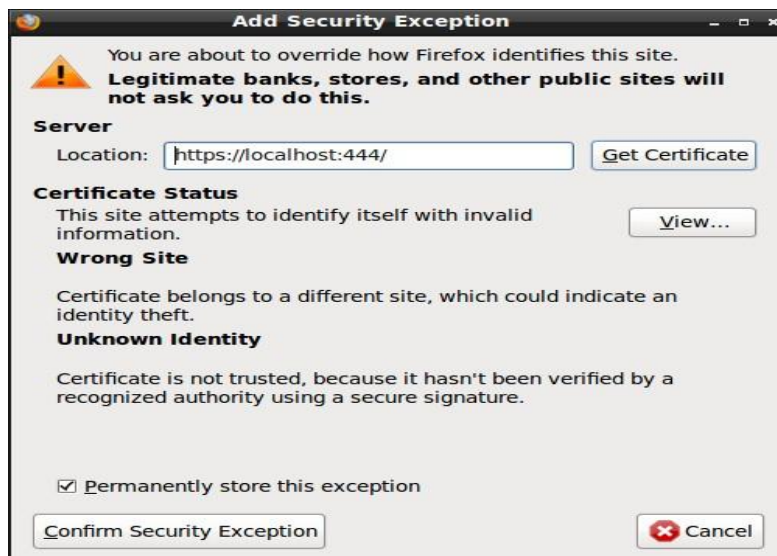 Add Security Exception
You are about to override how Firefox identifies this site.
Legitimate banks, stores, and other public sites will
not ask you to do this.
Server
Location: https://localhost:444/ Get Certificate
Certificate Status
This site attempts to identify itself with invalid
information.
View...
Wrong Site
Certificate belongs to a different site, which could indicate an
identity theft.
Unknown Identity
Certificate is not trusted, because it hasn't been verified by a
recognized authority using a secure signature.
Permanently store this exception
Confirm Security Exception Cancel